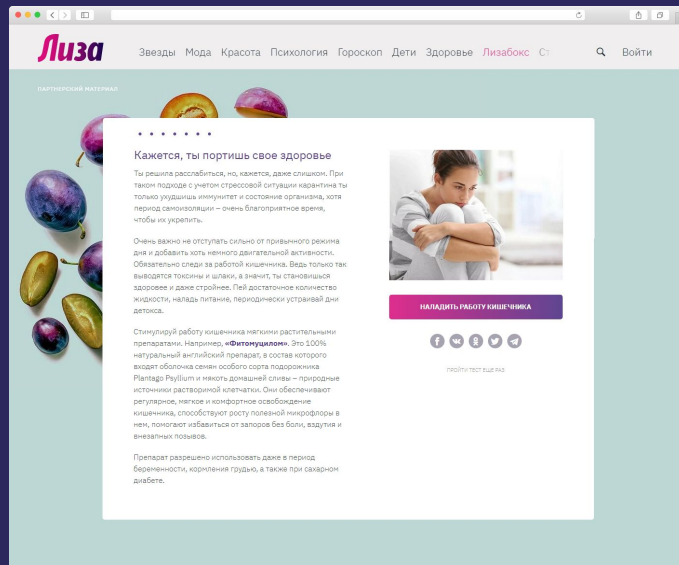 Лиза
Звезды Мода Красота Психология Гороскоп Дети Здоровье Лизабокс Ст
Войти
ПАРТНЕРСКИЙ МАТЕРИАЛ
Кажется, ты портишь свое здоровье
Ты решила расслабиться, но, кажется, даже слишком. При
таком подходе с учетом стрессовой ситуации карантина ты
только ухудшишь иммунитет и состояние организма, хотя
период самоизоляции – очень благоприятное время,
чтобы их укрепить.
Очень важно не отступать сильно от привычного режима
дня и добавить хоть немного двигательной активности.
Обязательно следи за работой кишечника. Ведь только так
выводятся токсины и шлаки, а значит, ты становишься
здоровее и даже стройнее. Пей достаточное количество
жидкости, наладь питание, периодически устраивай дни
детокса.
Стимулируй работу кишечника мягкими растительными
препаратами. Например, «Фитомуцилом». Это 100%
натуральный английский препарат, в состав которого
входят оболочка семян особого сорта подорожника
Plantago Psyllium и мякоть домашней сливы – природные
источники растворимой клетчатки. Они обеспечивают
регулярное, мягкое и комфортное освобождение
кишечника, способствуют росту полезной микрофлоры в
нем, помогают избавиться от запоров без боли, вздутия и
внезапных позывов.
Препарат разрешено использовать даже в период
беременности, кормления грудью, а также при сахарном
диабете.
НАЛАДИТЬ РАБОТУ КИШЕЧНИКА
ПРОЙТИ ТЕСТ ЕЩЕ РАЗ